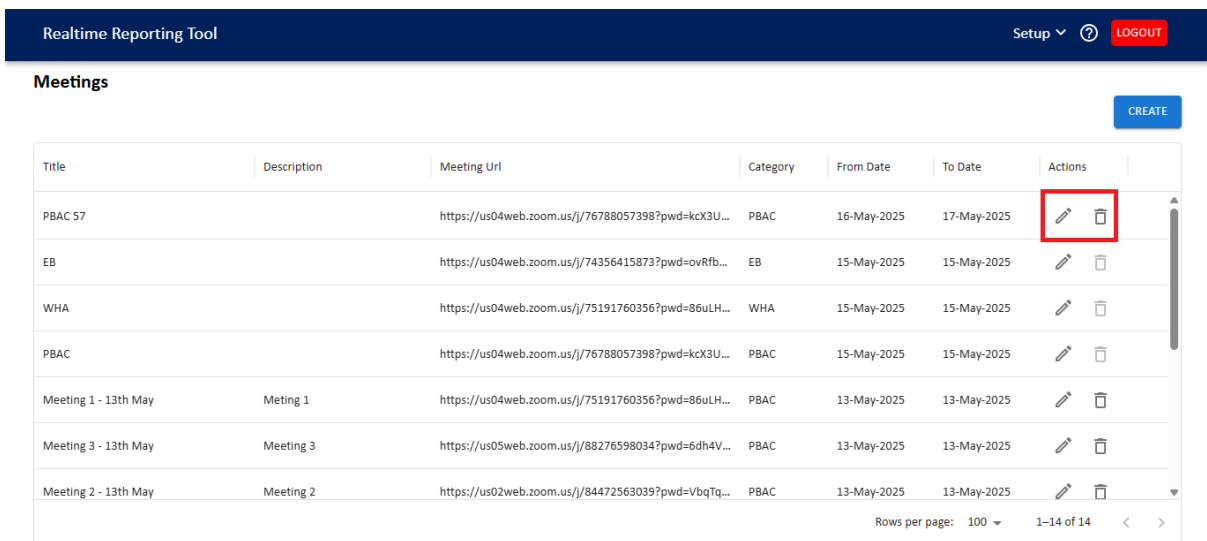 Realtime Reporting Tool Setup LOGOUT
Meetings
CREATE
Title Description Meeting Url Category From Date To Date Actions
PBAC 57 https://us04web.zoom.us/j/76788057398?pwd=kcX3U... PBAC 16-May-2025 17-May-2025
EB https://us04web.zoom.us/j/74356415873?pwd=ovRfb... EB 15-May-2025 15-May-2025
WHA https://us04web.zoom.us/j/75191760356?pwd=86uLH... WHA 15-May-2025 15-May-2025
PBAC https://us04web.zoom.us/j/76788057398?pwd=kcX3U... PBAC 15-May-2025 15-May-2025
Meeting 1 - 13th May Meting 1 https://us04web.zoom.us/j/75191760356?pwd=86uLH... PBAC 13-May-2025 13-May-2025
Meeting 3 - 13th May Meeting 3 https://us05web.zoom.us/j/88276598034?pwd=6dh4V... PBAC 13-May-2025 13-May-2025
Meeting 2 - 13th May Meeting 2 https://us02web.zoom.us/j/84472563039?pwd=VbqTq... PBAC 13-May-2025 13-May-2025
Rows per page: 100 1–14 of 14